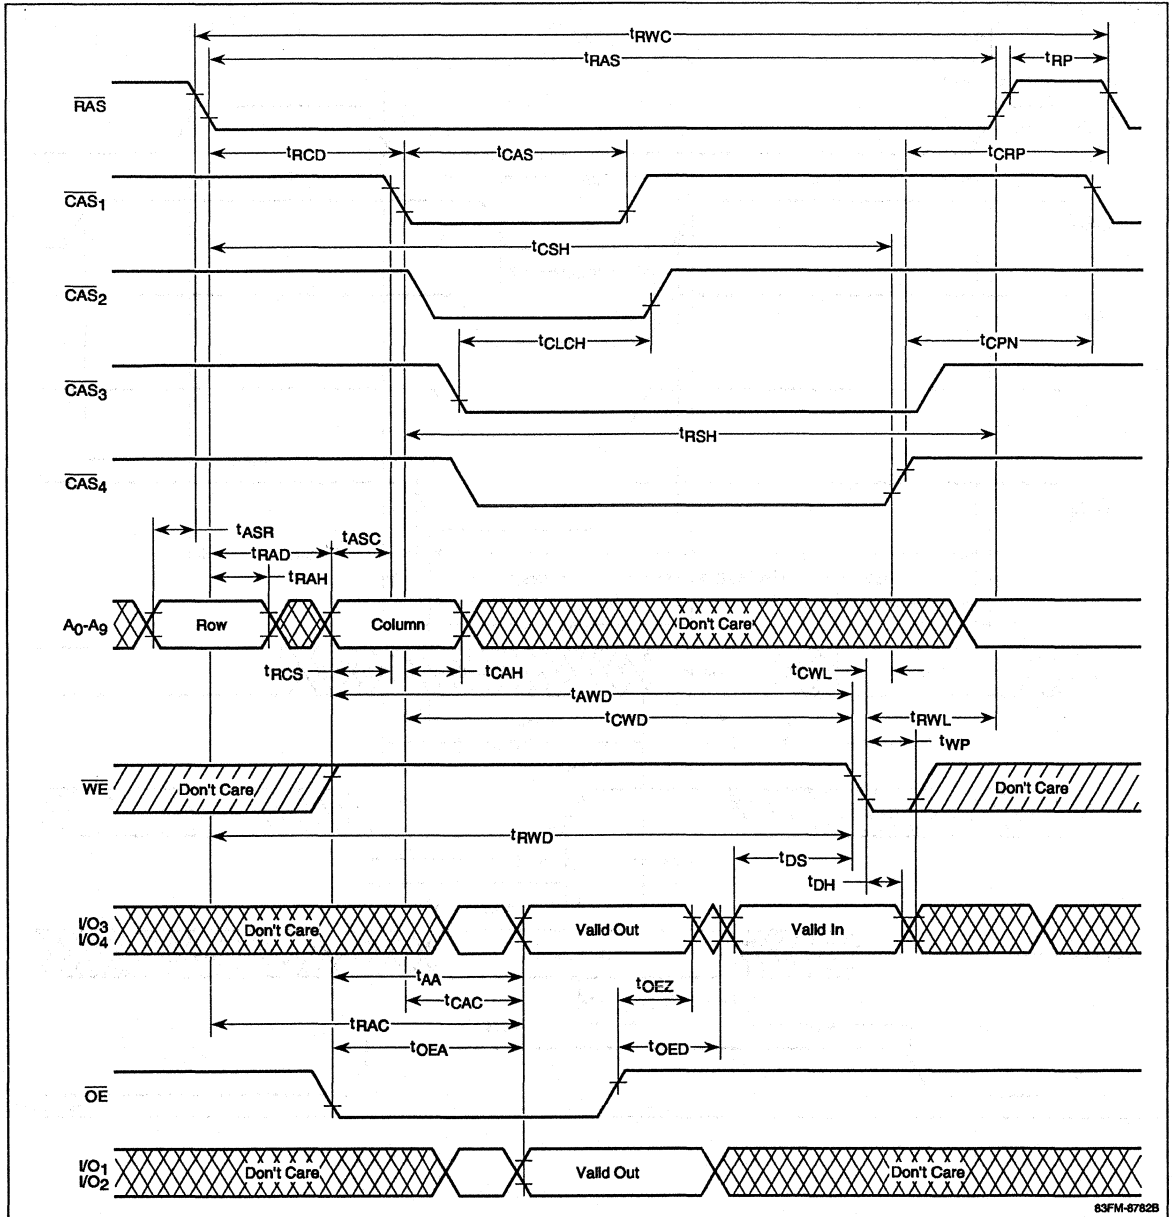 tRWC
tRAS
tRP
RAS
tRCD
tCAS
tCRP
CAS1
tCSH
CAS2
tCLCH
tCPN
CAS3
tRSH
CAS4
tASR
tRAD
tASC
tRAH
A0-A9
Row
Column
Don't Care
tRCS
tCAH
tCWL
tAWD
tCWD
tRWL
tWP
WE
Don't Care
Don't Care
tRWD
tDS
tDH
I/O3
I/O4
Don't Care
Valid Out
Valid In
tAA
tOEZ
tCAC
tRAC
tOEA
tOED
OE
I/O1
I/O2
Don't Care
Valid Out
Don't Care
83FM-8782B